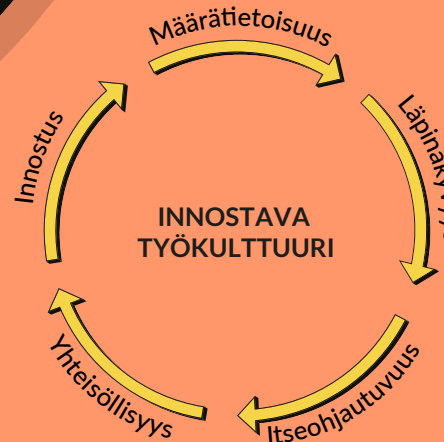 Määrätietoisuus
INNOSTAVA
TYÖKULTTUURI
Itseohjautuvuus
Yhteisöllisyys
Innostus